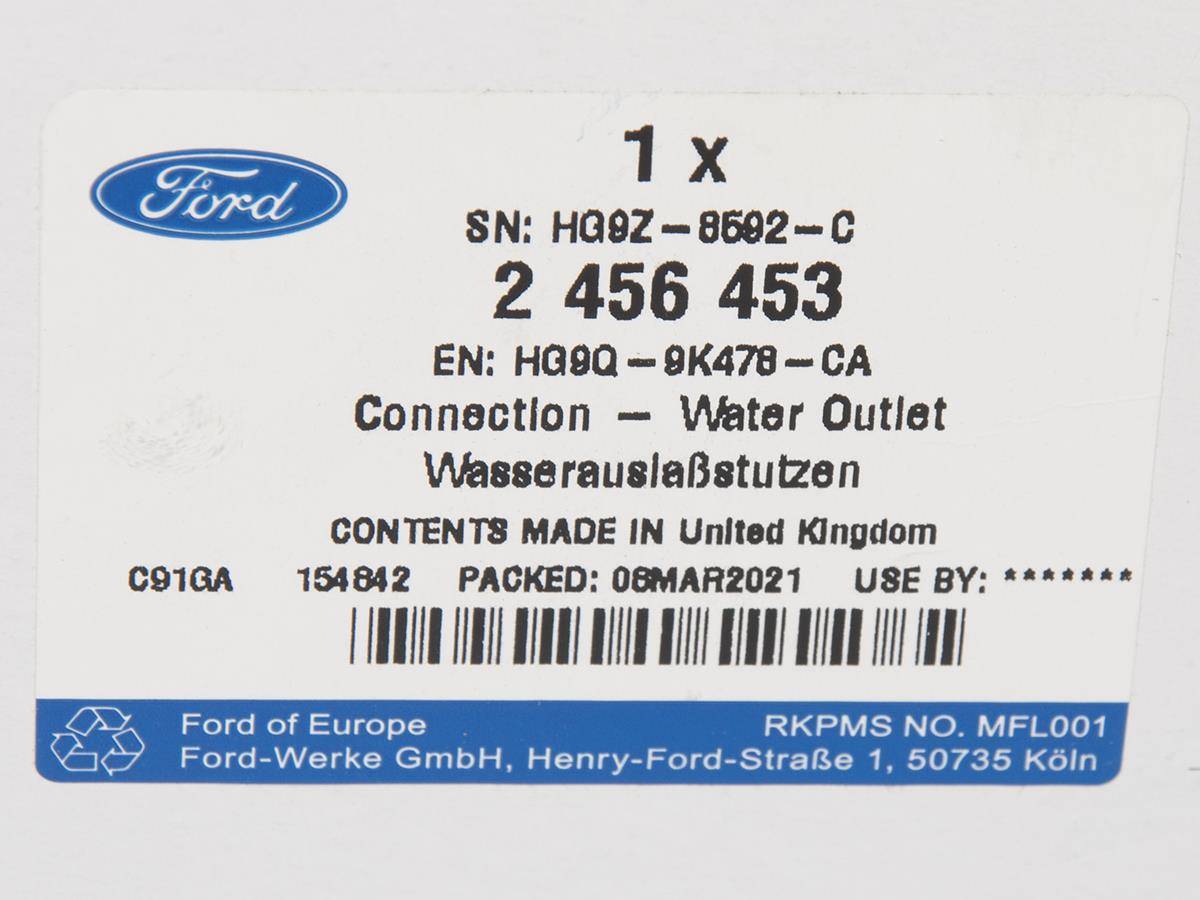 Ford
1 x
SN: HG9Z-8592-C
2 456 453
EN: HG9Q-9K478-CA
Connection - Water Outlet
Wasserauslaßstutzen
CONTENTS MADE IN United Kingdom
C91GA 154842 PACKED: 08MAR2021 USE BY: *******
Ford of Europe RKPMS NO. MFL001
Ford-Werke GmbH, Henry-Ford-Straße 1, 50735 Köln